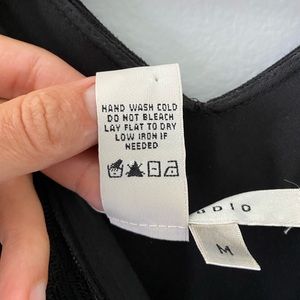 HAND WASH COLD
DO NOT BLEACH
LAY FLAT TO DRY
LOW IRON IF
NEEDED
M